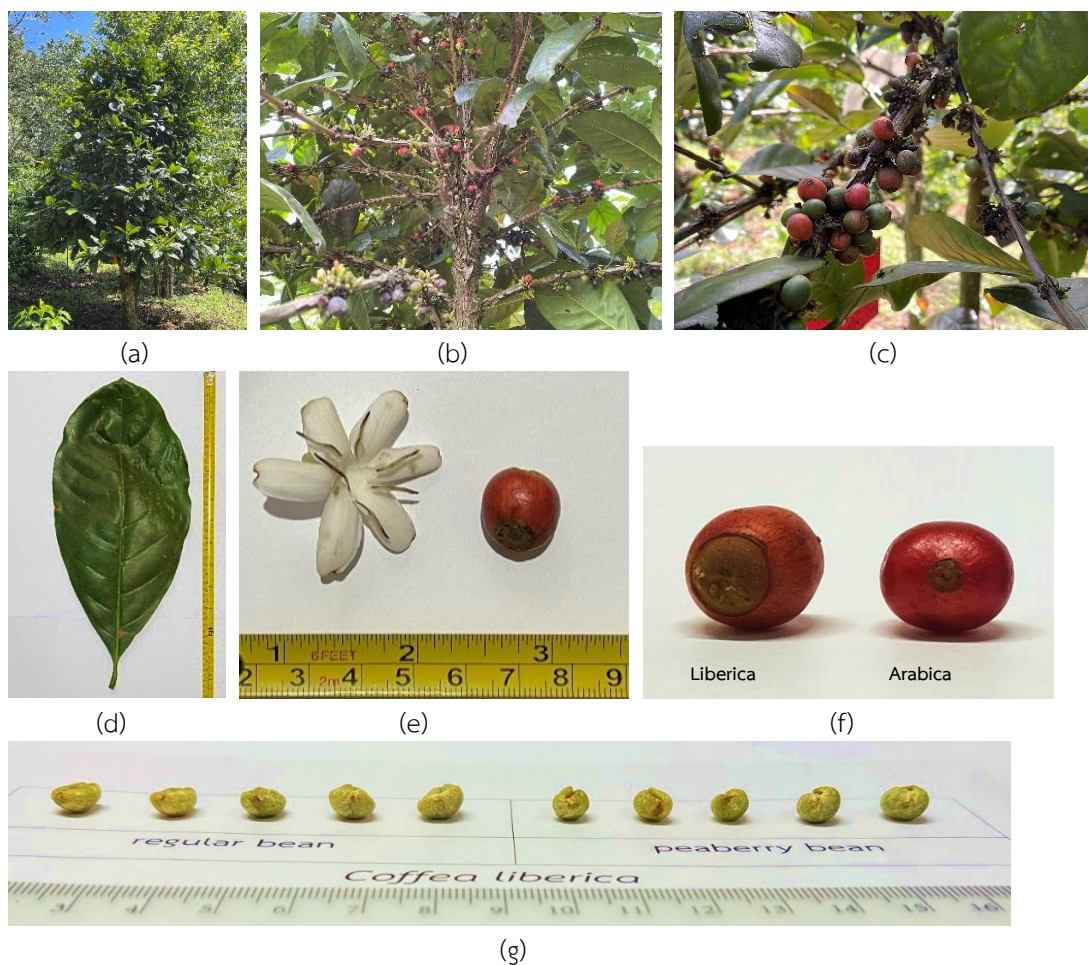 (a)
(b)
(c)
(d)
1 6FEET 2 3
2 3 2m 4 5 6 7 8 9
(e)
Liberica
Arabica
(f)
regular bean
peaberry bean
Coffea liberica
3 4 5 6 7 8 9 10 11 12 13 14 15 16
(g)